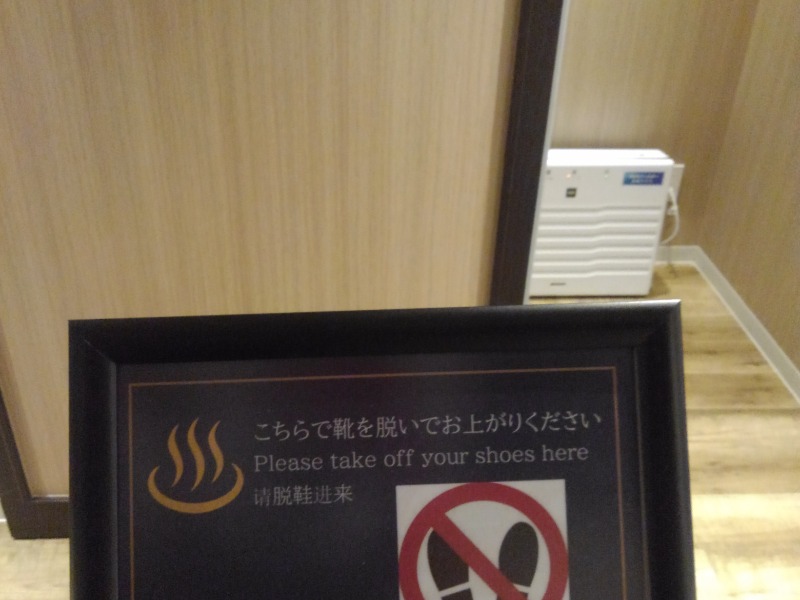 こちらで靴を脱いでお上がりください
Please take off your shoes here
请脱鞋进来